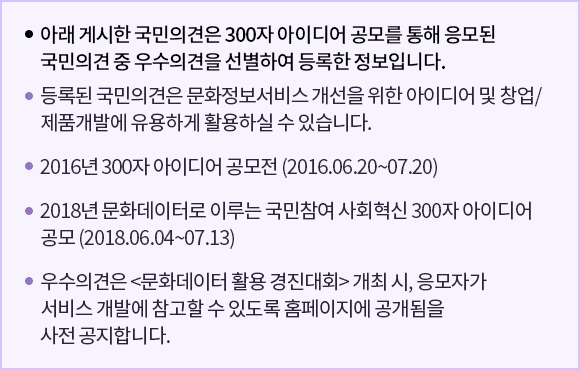 • 아래 게시한 국민의견은 300자 아이디어 공모를 통해 응모된
국민의견 중 우수의견을 선별하여 등록한 정보입니다.
• 등록된 국민의견은 문화정보서비스 개선을 위한 아이디어 및 창업/
제품개발에 유용하게 활용하실 수 있습니다.
• 2016년 300자 아이디어 공모전 (2016.06.20~07.20)
• 2018년 문화데이터로 이루는 국민참여 사회혁신 300자 아이디어
공모 (2018.06.04~07.13)
• 우수의견은 <문화데이터 활용 경진대회> 개최 시, 응모자가
서비스 개발에 참고할 수 있도록 홈페이지에 공개됨을
사전 공지합니다.